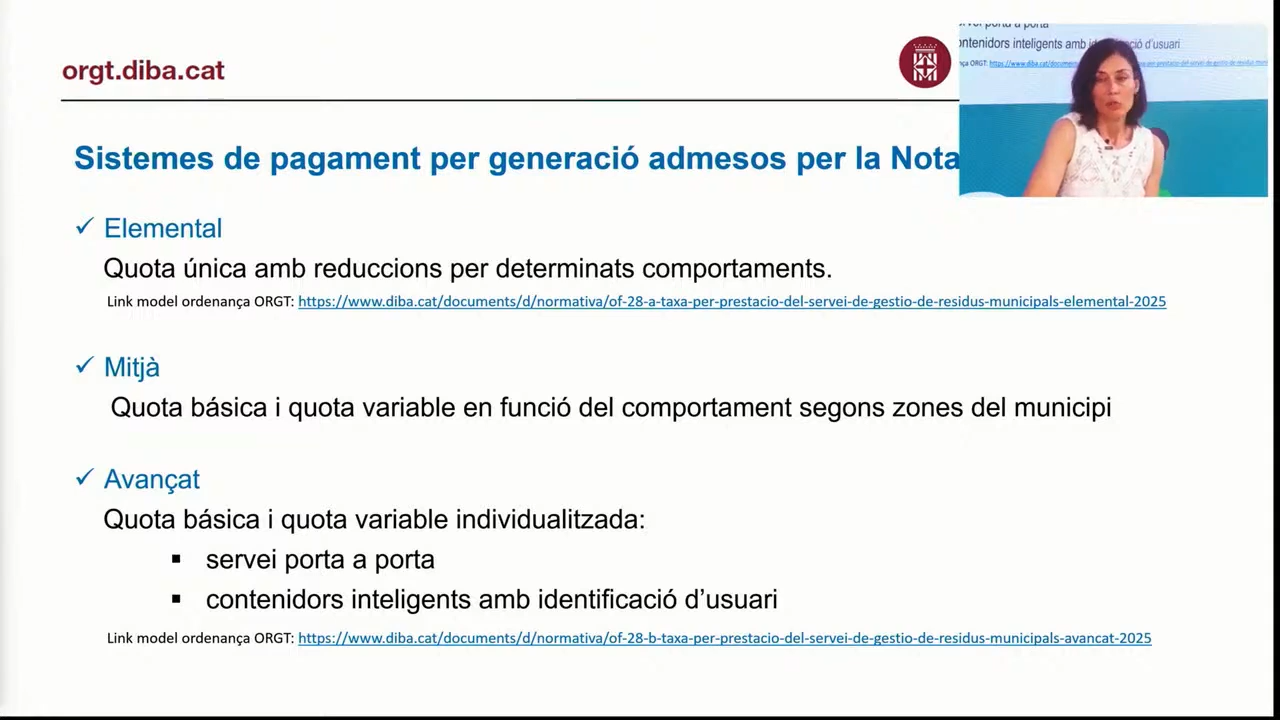 orgt.diba.cat
Sistemes de pagament per generació admesos per la Nota
✓ Elemental
Quota única amb reduccions per determinats comportaments.
Link model ordenança ORGT: https://www.diba.cat/documents/d/normativa/of-28-a-taxa-per-prestacio-del-servei-de-gestio-de-residus-municipals-elemental-2025
✓ Mitjà
Quota básica i quota variable en funció del comportament segons zones del municipi
✓ Avançat
Quota básica i quota variable individualitzada:
▪ servei porta a porta
▪ contenidors inteligents amb identificació d'usuari
Link model ordenança ORGT: https://www.diba.cat/documents/d/normativa/of-28-b-taxa-per-prestacio-del-servei-de-gestio-de-residus-municipals-avancat-2025
porta a porta
contenidors inteligents amb d'usuari